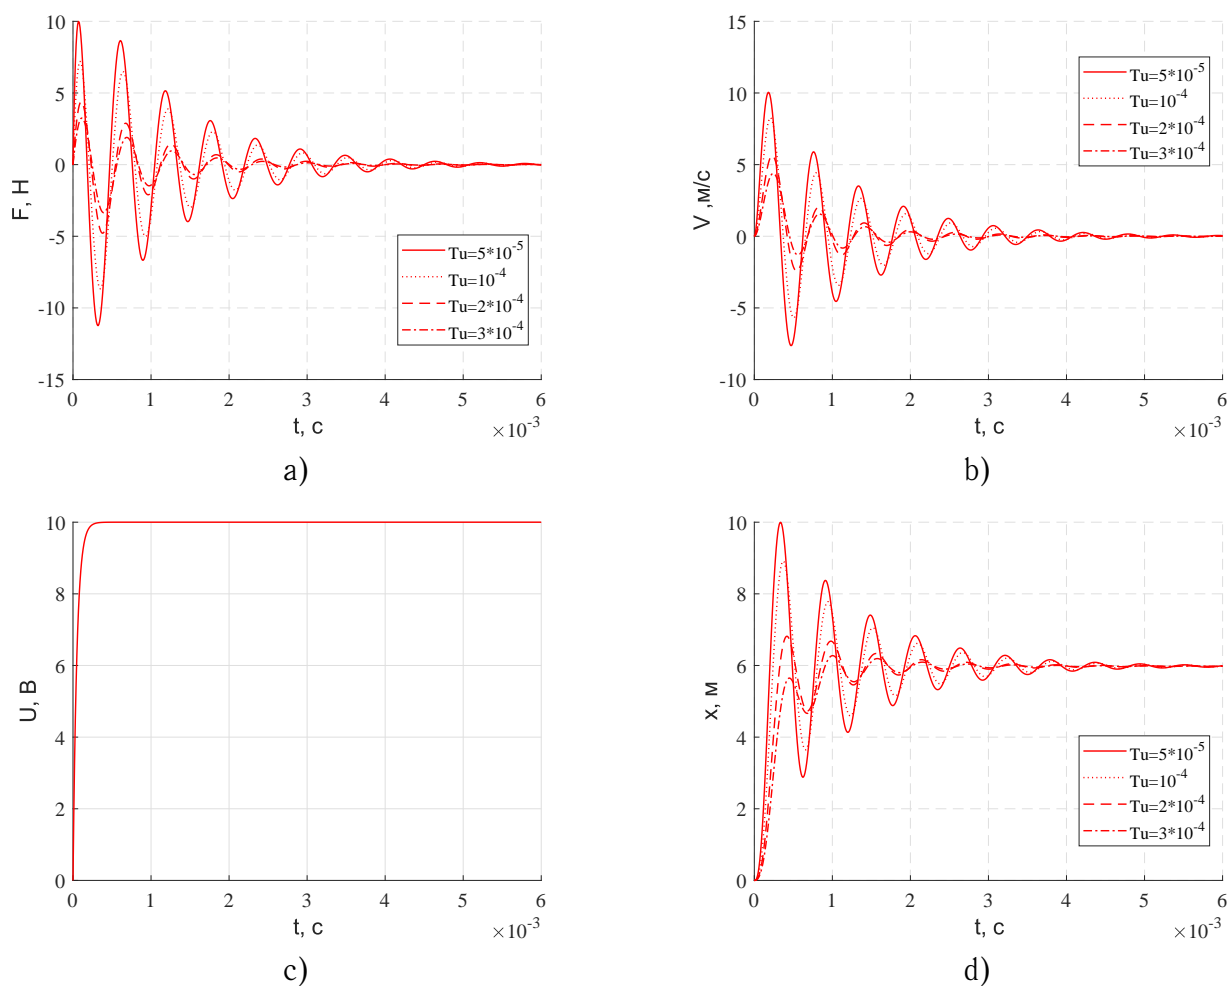 10
5
0
-5
-10
-15
F, Н
0 1 2 3 4 5 6
t, с
×10-3
Tu=5*10-5
Tu=10-4
Tu=2*10-4
Tu=3*10-4
a)
15
10
5
0
-5
-10
V ,м/с
0 1 2 3 4 5 6
t, с
×10-3
Tu=5*10-5
Tu=10-4
Tu=2*10-4
Tu=3*10-4
b)
10
8
6
4
2
0
U, В
0 1 2 3 4 5 6
t, с
×10-3
c)
10
8
6
4
2
0
x, м
0 1 2 3 4 5 6
t, с
×10-3
Tu=5*10-5
Tu=10-4
Tu=2*10-4
Tu=3*10-4
d)